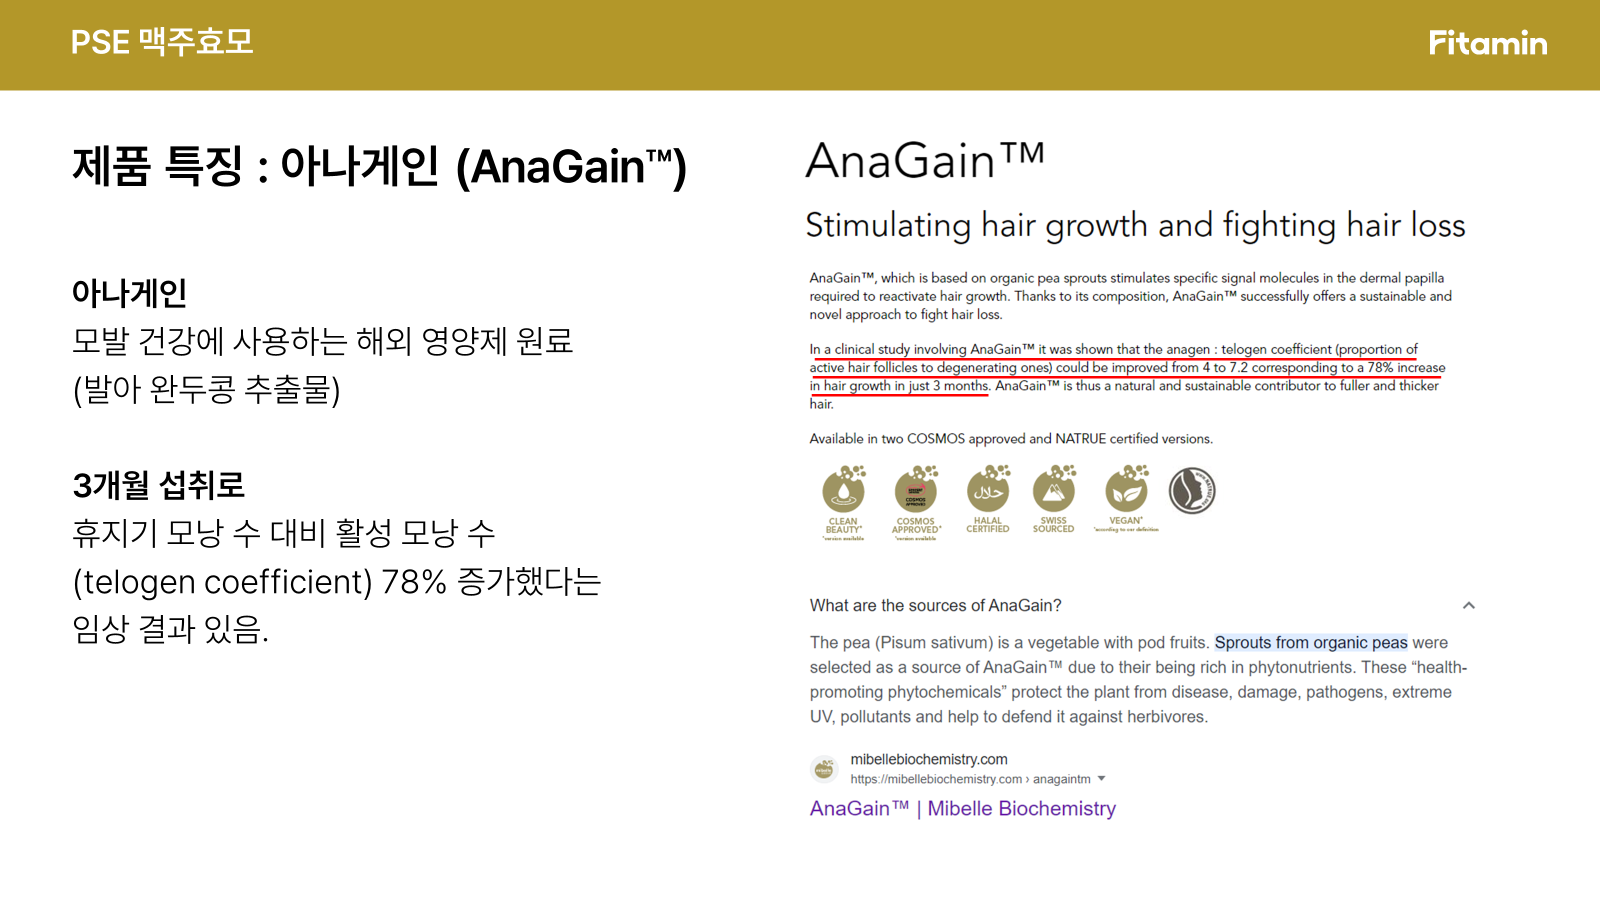 PSE 맥주효모
Fitamin
제품 특징 : 아나게인 (AnaGain™)
아나게인
모발 건강에 사용하는 해외 영양제 원료
(발아 완두콩 추출물)
3개월 섭취로
휴지기 모낭 수 대비 활성 모낭 수
(telogen coefficient) 78% 증가했다는
임상 결과 있음.
AnaGain™
Stimulating hair growth and fighting hair loss
AnaGain™, which is based on organic pea sprouts stimulates specific signal molecules in the dermal papilla
required to reactivate hair growth. Thanks to its composition, AnaGain™ successfully offers a sustainable and
novel approach to fight hair loss.
In a clinical study involving AnaGain™ it was shown that the anagen : telogen coefficient (proportion of
active hair follicles to degenerating ones) could be improved from 4 to 7.2 corresponding to a 78% increase
in hair growth in just 3 months. AnaGain™ is thus a natural and sustainable contributor to fuller and thicker
hair.
Available in two COSMOS approved and NATRUE certified versions.
CLEAN
BEAUTY*
*version available
COSMOS
APPROVED
COSMOS
APPROVED*
*version available
HALAL
CERTIFIED
SWISS
SOURCED
VEGAN*
*according to our definition
What are the sources of AnaGain?
The pea (Pisum sativum) is a vegetable with pod fruits. Sprouts from organic peas were
selected as a source of AnaGain™ due to their being rich in phytonutrients. These “health-
promoting phytochemicals” protect the plant from disease, damage, pathogens, extreme
UV, pollutants and help to defend it against herbivores.
mibellebiochemistry.com
https://mibellebiochemistry.com › anagaintm
AnaGain™ | Mibelle Biochemistry